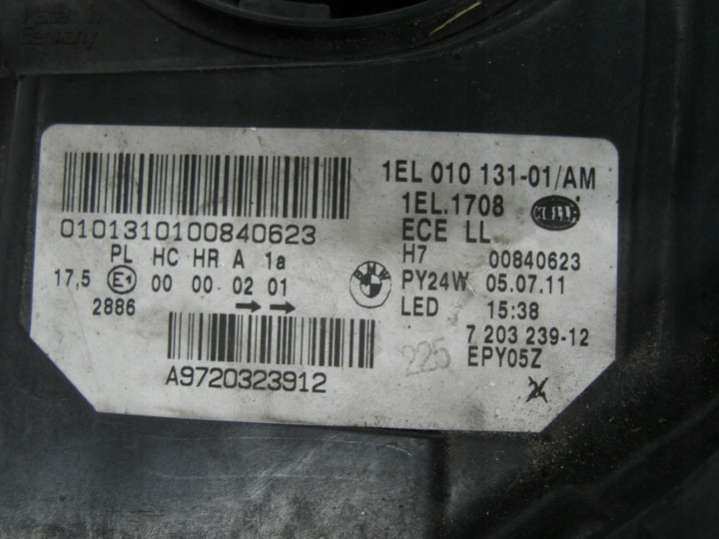 1EL 010 131-01/AM
1EL.1708
HELLA
ECE LL
0101310100840623
PL HC HR A 1a
17,5 E1 00 00 02 01
2886
BMW
H7 00840623
PY24W 05.07.11
LED 15:38
7 203 239-12
225 EPY05Z
A9720323912